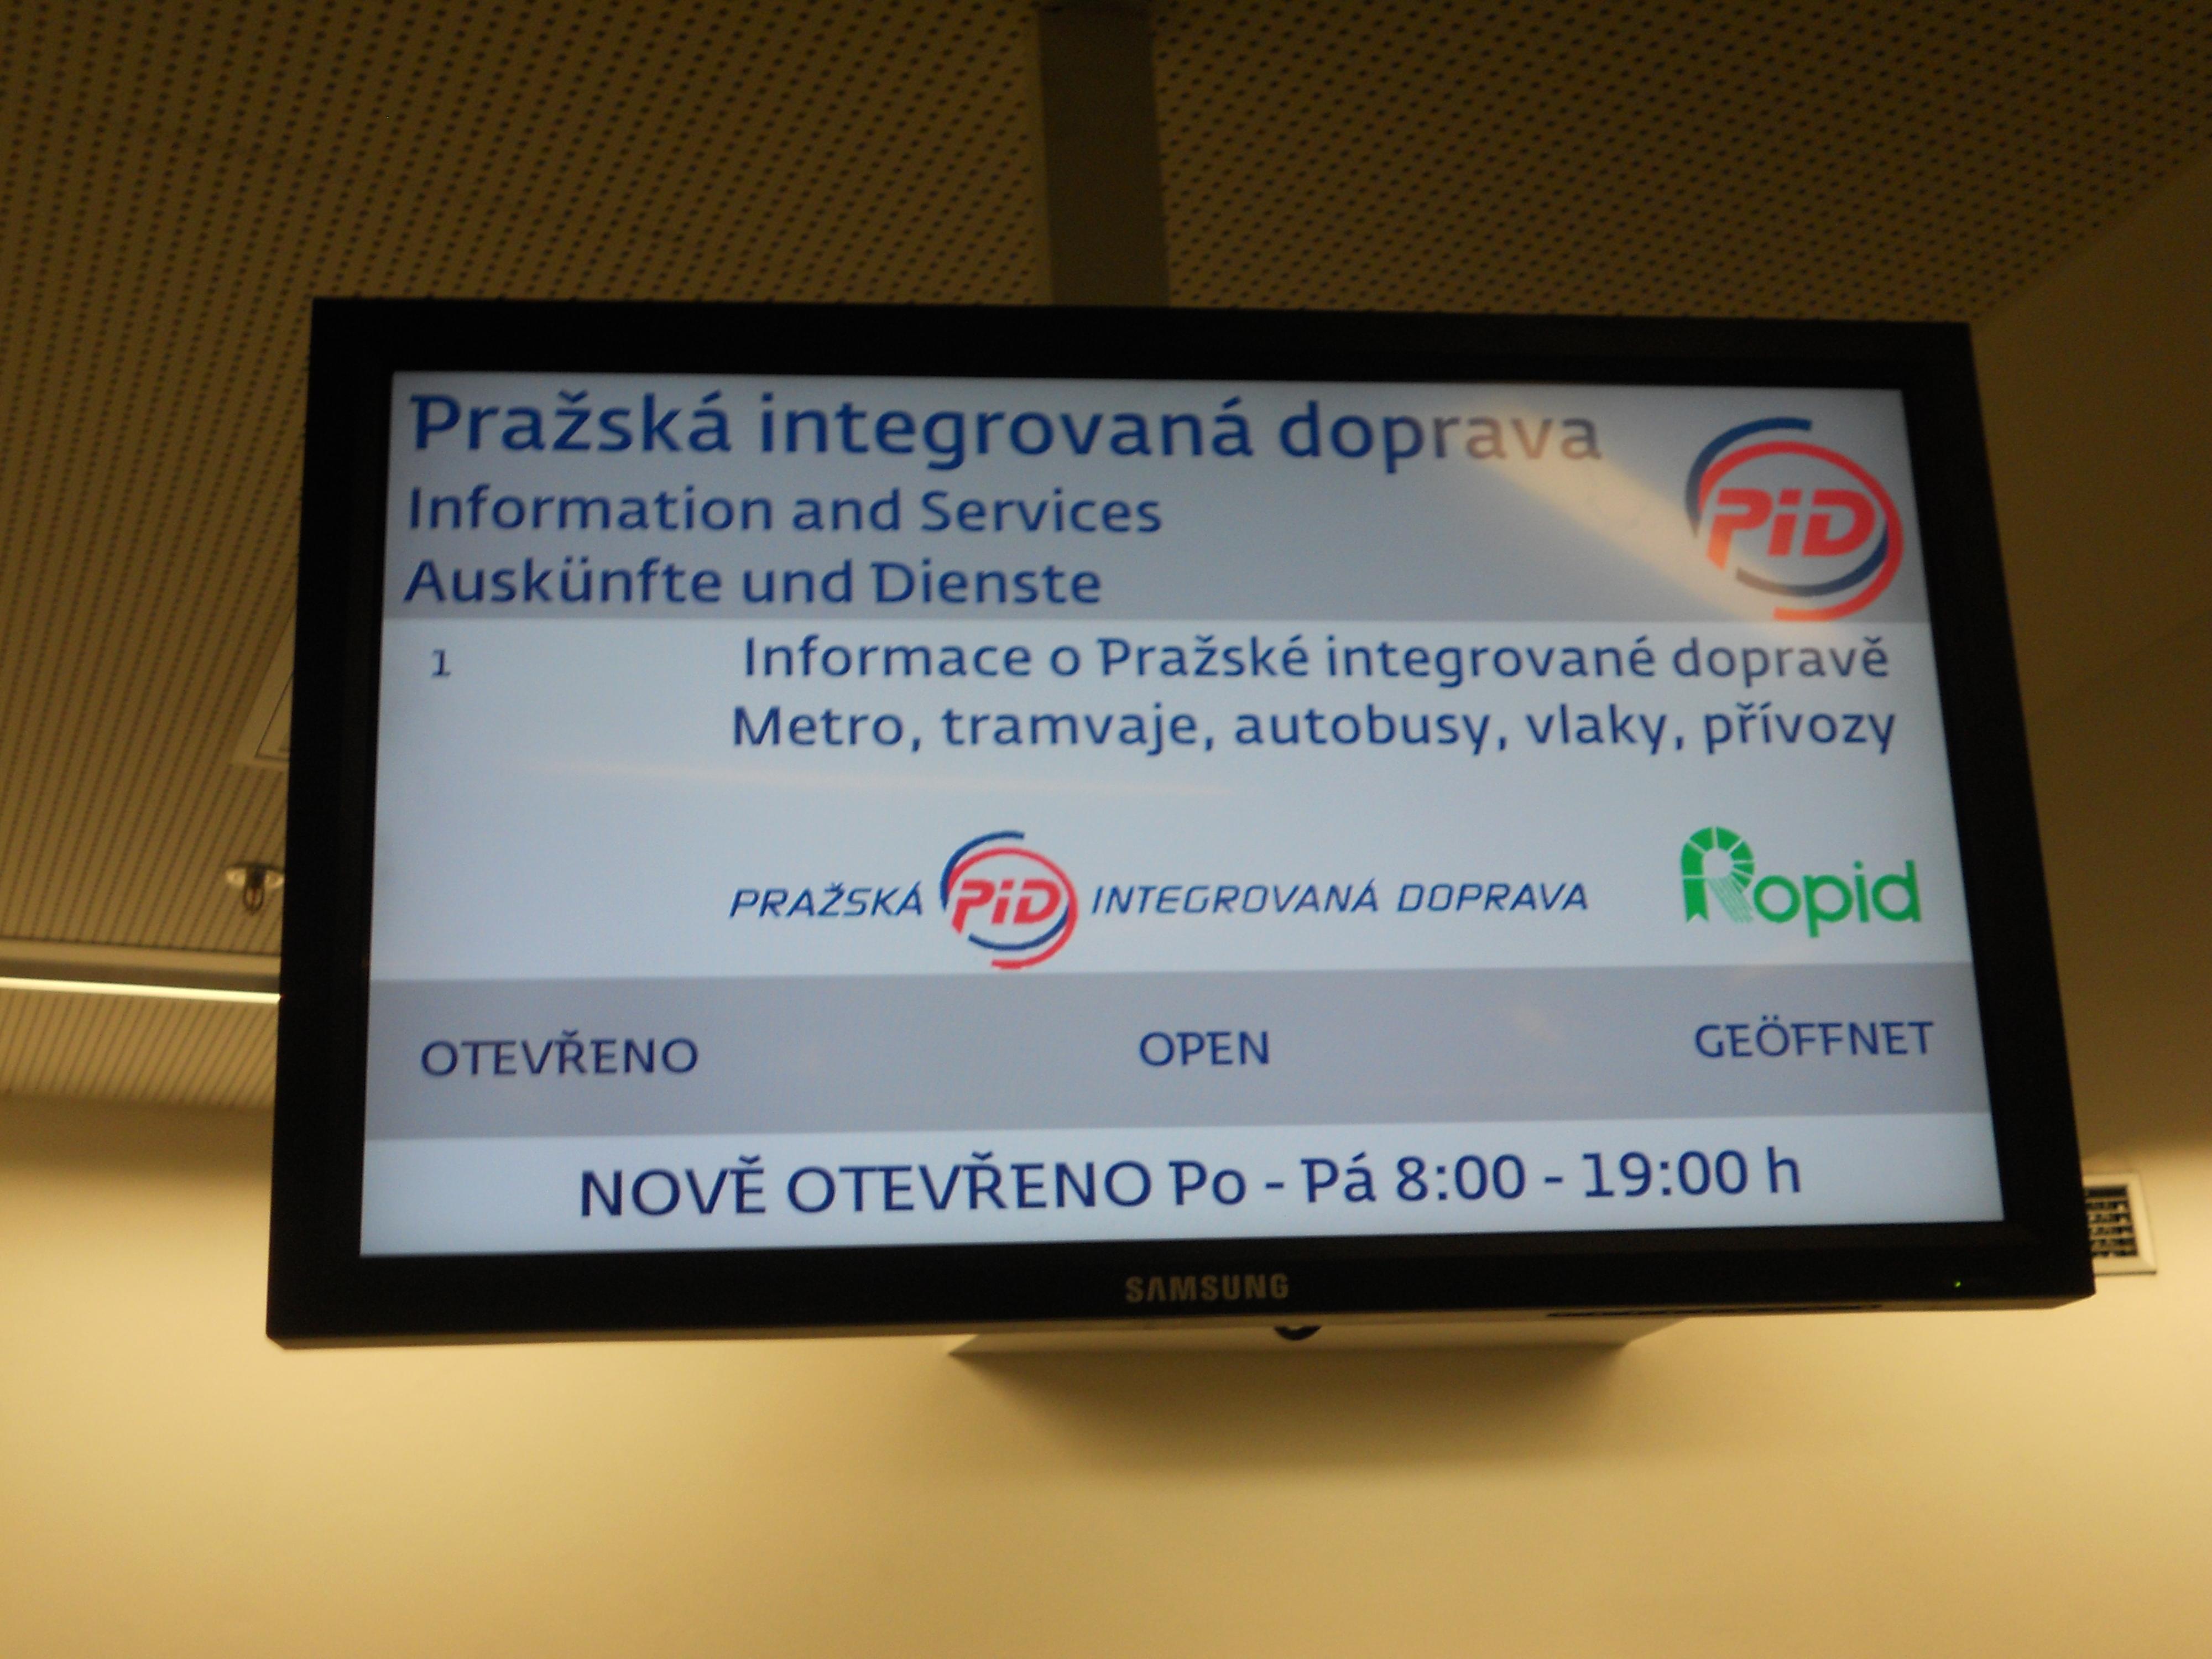 Pražská integrovaná doprava
PiD
Information and Services
Auskünfte und Dienste
1
Informace o Pražské integrované dopravě
Metro, tramvaje, autobusy, vlaky, přívozy
PRAŽSKÁ PiD INTEGROVANÁ DOPRAVA
Ropid
OTEVŘENO OPEN GEÖFFNET
NOVĚ OTEVŘENO Po - Pá 8:00 - 19:00 h
SAMSUNG